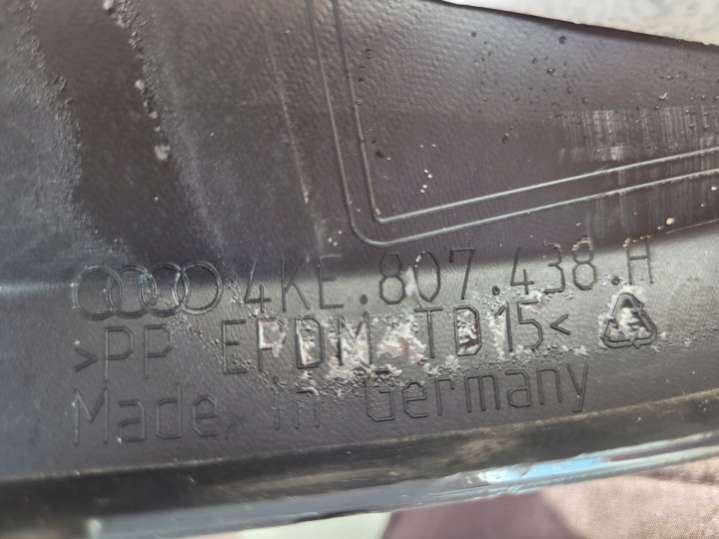 4KE.807.438.H
>PP EPDM TD15<
Made in Germany